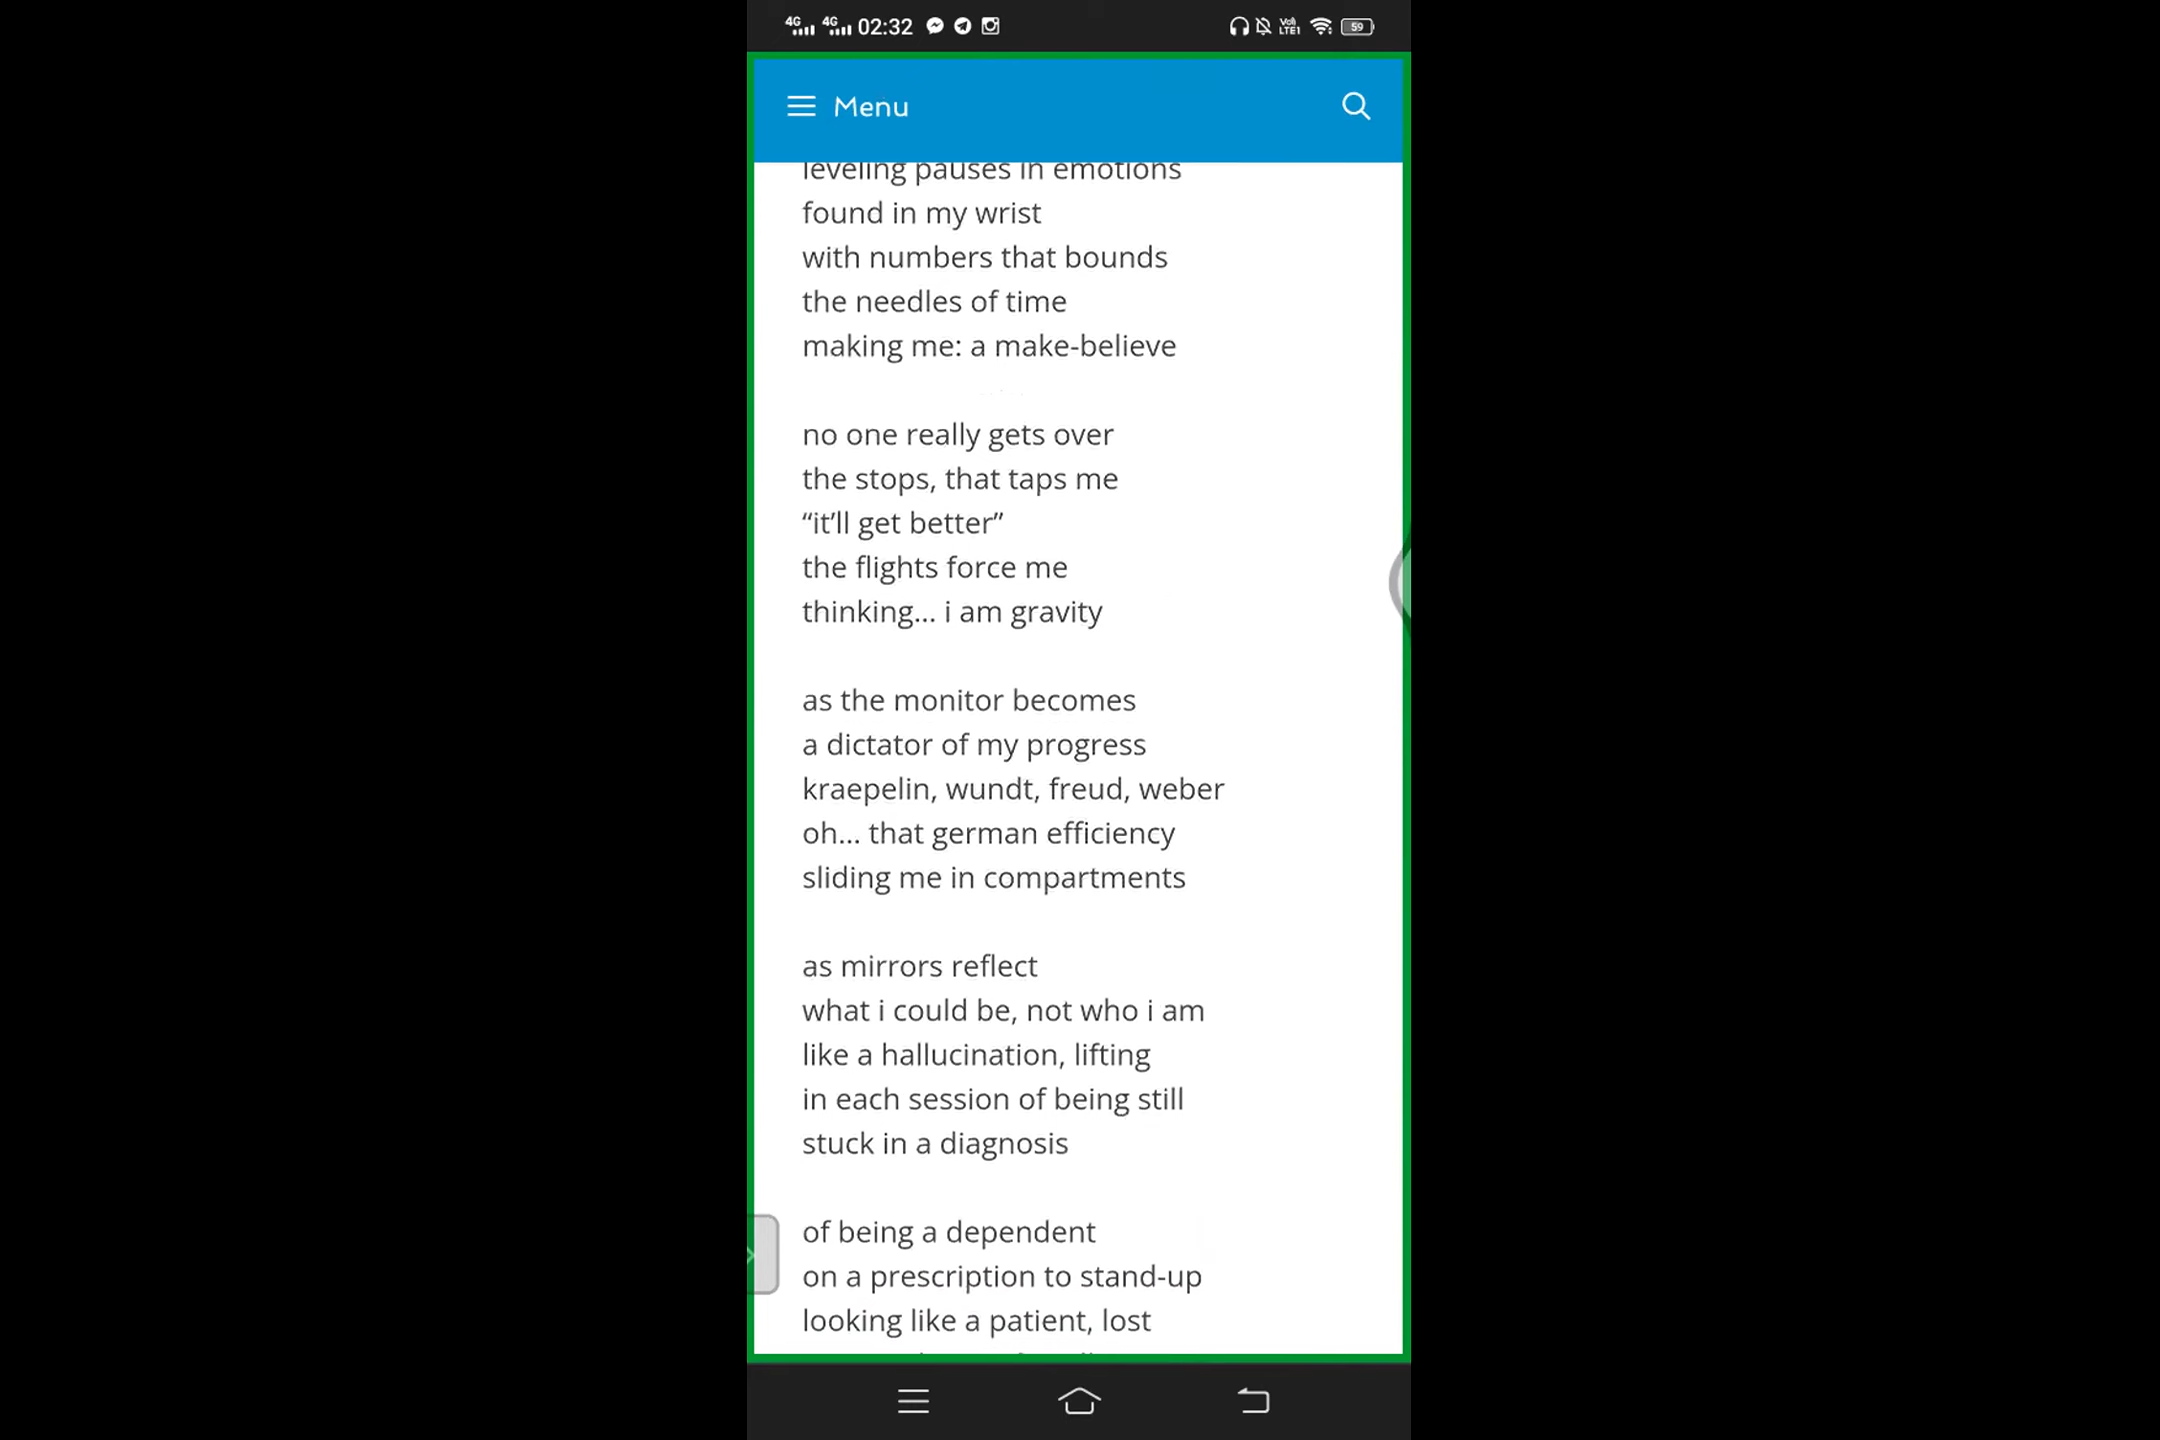 4G 4G 02:32 59
Menu
leveling pauses in emotions
found in my wrist
with numbers that bounds
the needles of time
making me: a make-believe
no one really gets over
the stops, that taps me
“it’ll get better”
the flights force me
thinking... i am gravity
as the monitor becomes
a dictator of my progress
kraepelin, wundt, freud, weber
oh... that german efficiency
sliding me in compartments
as mirrors reflect
what i could be, not who i am
like a hallucination, lifting
in each session of being still
stuck in a diagnosis
of being a dependent
on a prescription to stand-up
looking like a patient, lost